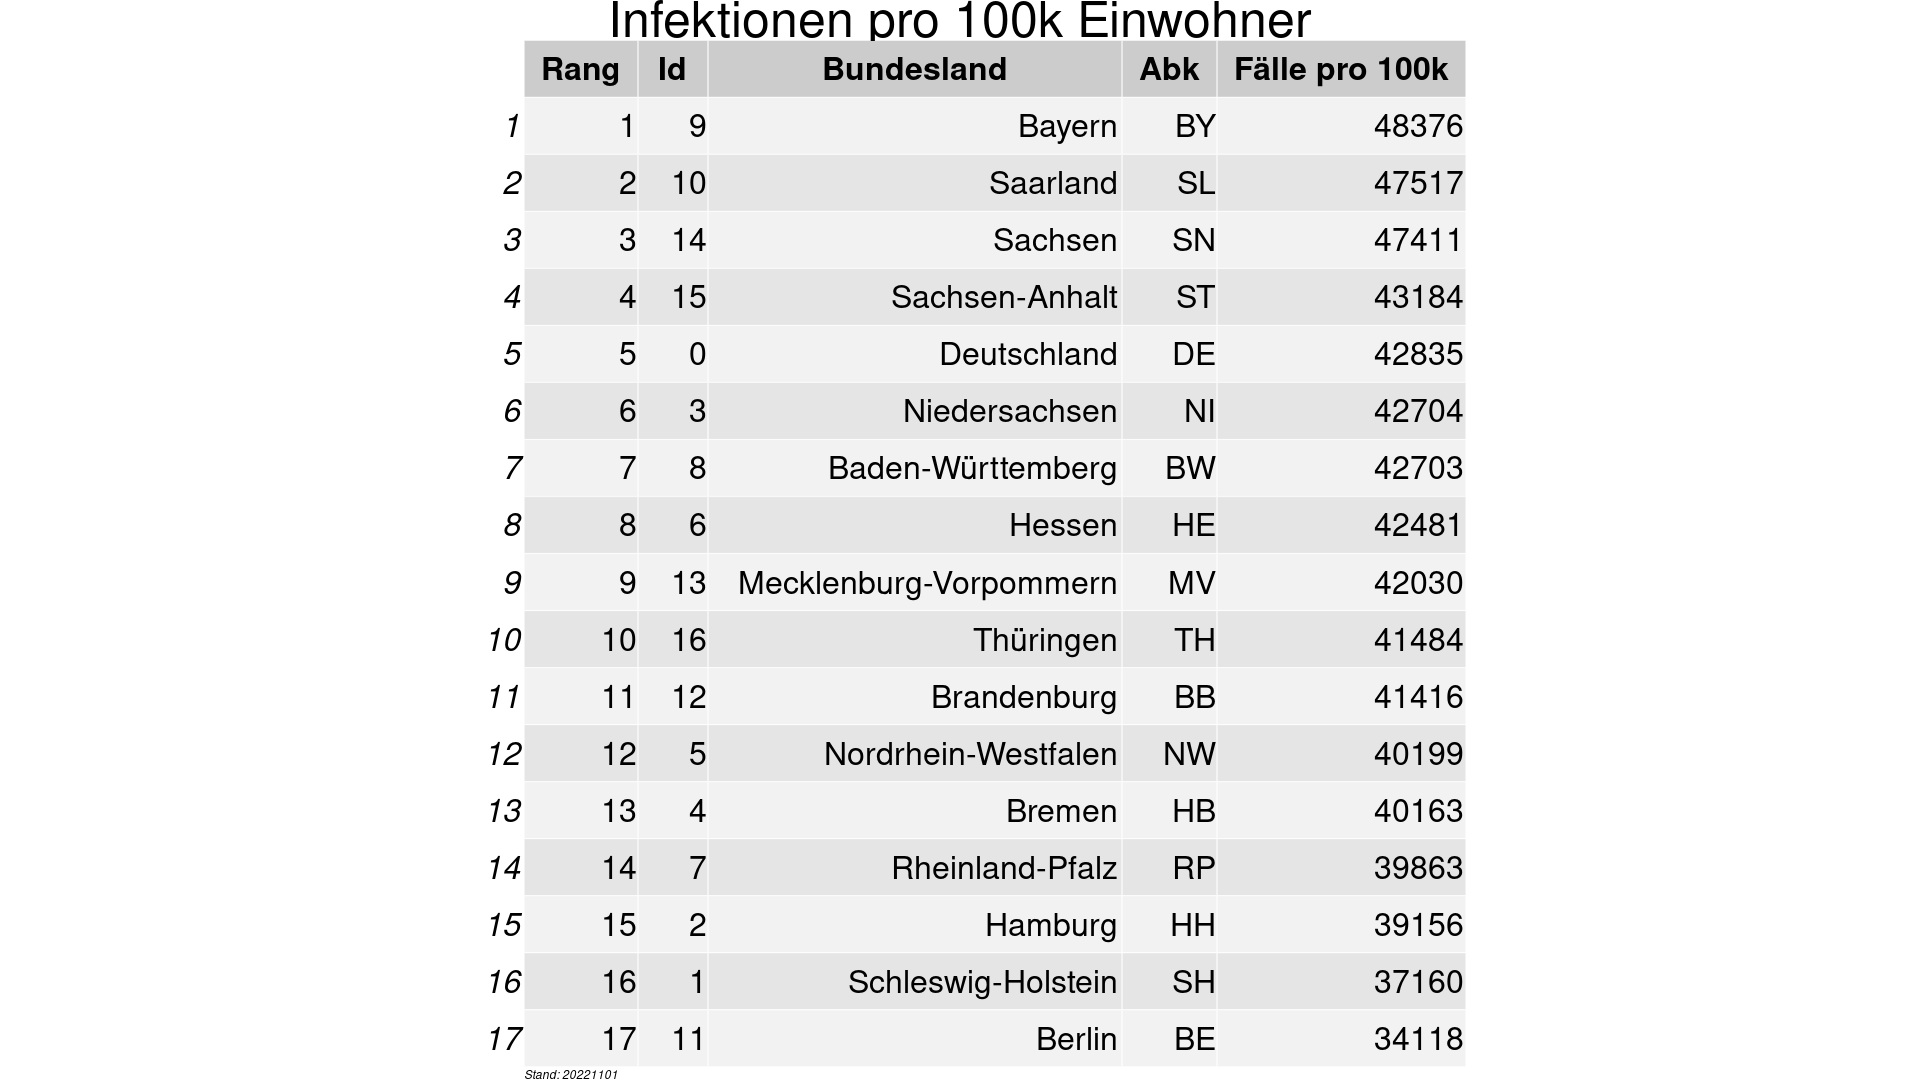 Infektionen pro 100k Einwohner
Rang Id Bundesland Abk Fälle pro 100k
1 1 9 Bayern BY 48376
2 2 10 Saarland SL 47517
3 3 14 Sachsen SN 47411
4 4 15 Sachsen-Anhalt ST 43184
5 5 0 Deutschland DE 42835
6 6 3 Niedersachsen NI 42704
7 7 8 Baden-Württemberg BW 42703
8 8 6 Hessen HE 42481
9 9 13 Mecklenburg-Vorpommern MV 42030
10 10 16 Thüringen TH 41484
11 11 12 Brandenburg BB 41416
12 12 5 Nordrhein-Westfalen NW 40199
13 13 4 Bremen HB 40163
14 14 7 Rheinland-Pfalz RP 39863
15 15 2 Hamburg HH 39156
16 16 1 Schleswig-Holstein SH 37160
17 17 11 Berlin BE 34118
Stand: 20221101